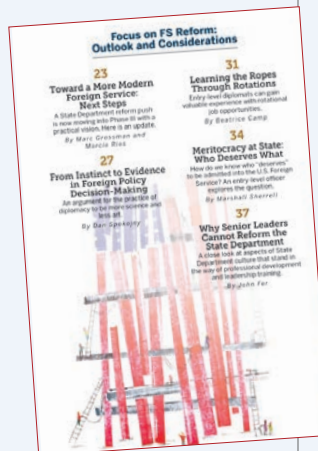 Focus on FS Reform:
Outlook and Considerations
23
Toward a More Modern
Foreign Service:
Next Steps
A State Department reform push
is now moving into Phase III with a
practical vision. Here is an update.
By Marc Grossman and
Marcie Ries
27
From Instinct to Evidence
in Foreign Policy
Decision-Making
An argument for the practice of
diplomacy to be more science and
less art.
By Dan Spokojny
31
Learning the Ropes
Through Rotations
Entry-level diplomats can gain
valuable experience with rotational
job opportunities.
By Beatrice Camp
34
Meritocracy at State:
Who Deserves What
How do we know who “deserves”
to be admitted into the U.S. Foreign
Service? An entry-level officer
explores the question.
By Marshall Sherrell
37
Why Senior Leaders
Cannot Reform the
State Department
A close look at aspects of State
Department culture that stand in
the way of professional development
and leadership training.
By John Fer